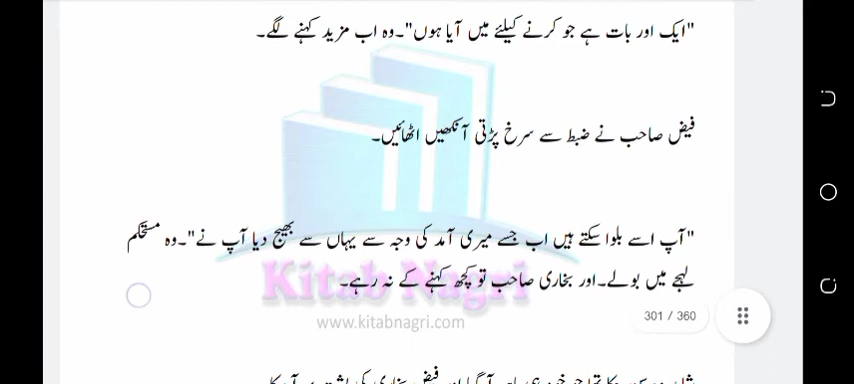 "ایک اور بات ہے جو کرنے کیلئے میں آیا ہوں"۔وہ اب مزید کہنے لگے۔
فیض صاحب نے ضبط سے سرخ پڑتی آنکھیں اٹھائیں۔
"آپ اسے بلوا سکتے ہیں اب جسے میری آمد کی وجہ سے یہاں سے بھیج دیا آپ نے"۔وہ مستحکم
لہجے میں بولے۔اور بخاری صاحب تو کچھ کہنے کے نہ رہے۔
Kitab Nagri
www.kitabnagri.com
301 / 360